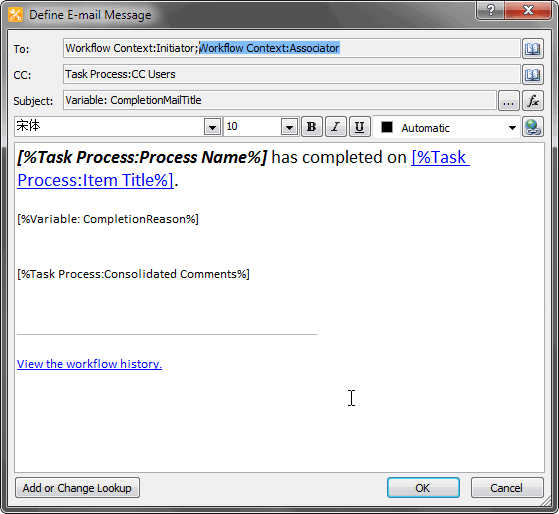 Define E-mail Message
?
To: Workflow Context:Initiator;Workflow Context:Associator
CC: Task Process:CC Users
Subject: Variable: CompletionMailTitle ... fx
宋体 10 B I U Automatic
[%Task Process:Process Name%] has completed on [%Task
Process:Item Title%].
[%Variable: CompletionReason%]
[%Task Process:Consolidated Comments%]
View the workflow history.
Add or Change Lookup OK Cancel